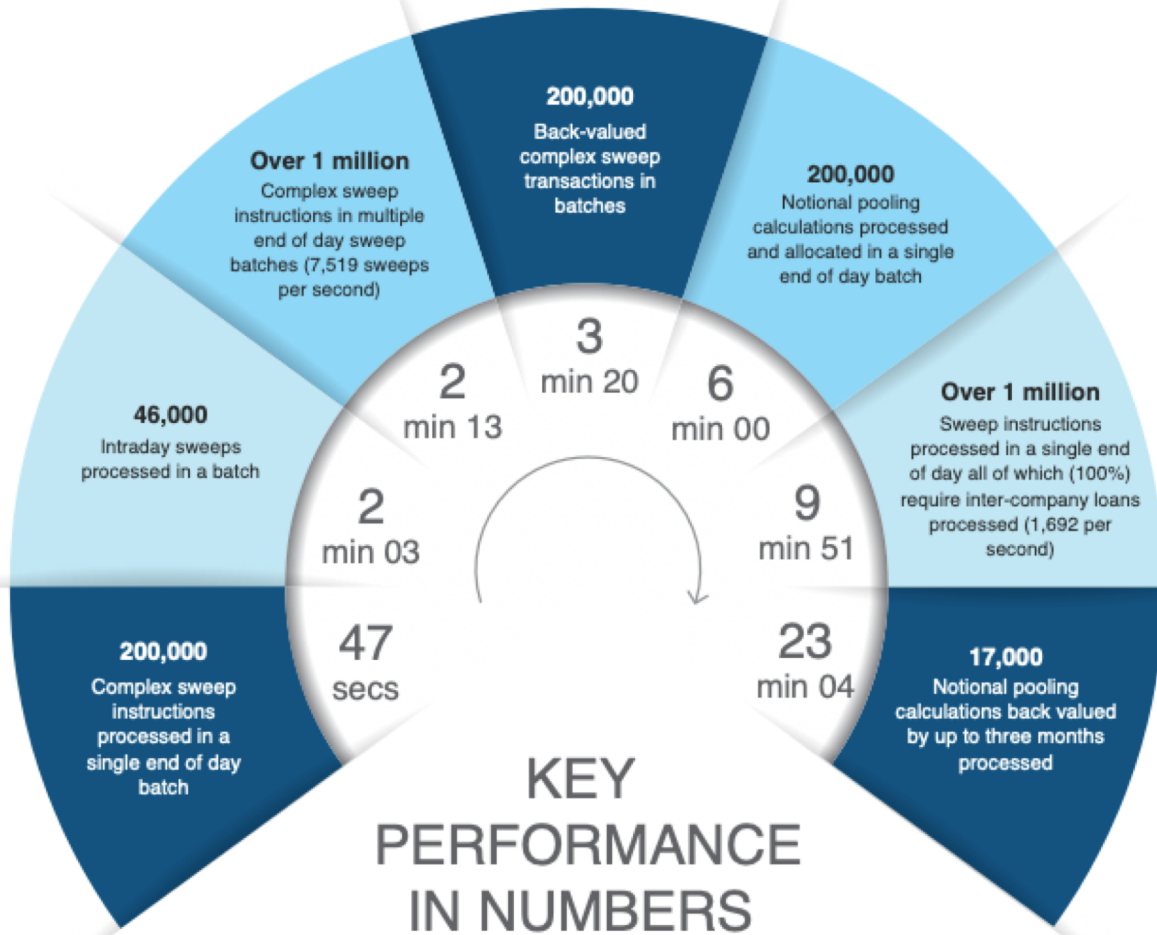 200,000
Complex sweep
instructions
processed in a
single end of day
batch
47
secs
46,000
Intraday sweeps
processed in a batch
2
min 03
Over 1 million
Complex sweep
instructions in multiple
end of day sweep
batches (7,519 sweeps
per second)
2
min 13
200,000
Back-valued
complex sweep
transactions in
batches
3
min 20
200,000
Notional pooling
calculations processed
and allocated in a single
end of day batch
6
min 00
Over 1 million
Sweep instructions
processed in a single end
of day all of which (100%)
require inter-company loans
processed (1,692 per
second)
9
min 51
17,000
Notional pooling
calculations back valued
by up to three months
processed
23
min 04
KEY
PERFORMANCE
IN NUMBERS